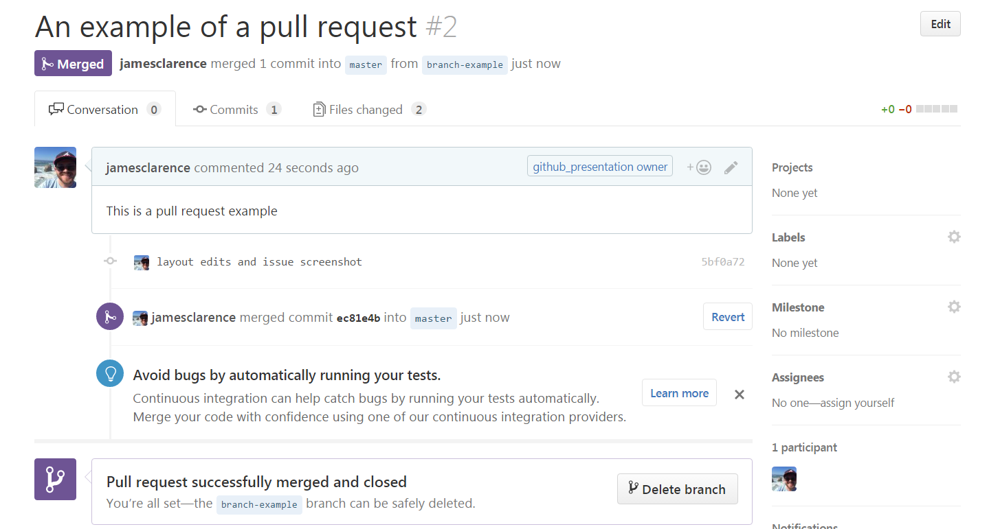 An example of a pull request #2
Edit
Merged jamesclarence merged 1 commit into master from branch-example just now
Conversation 0 Commits 1 Files changed 2
+0 −0
jamesclarence commented 24 seconds ago
github_presentation owner
+
This is a pull request example
layout edits and issue screenshot 5bf0a72
jamesclarence merged commit ec81e4b into master just now
Revert
Avoid bugs by automatically running your tests.
Continuous integration can help catch bugs by running your tests automatically.
Merge your code with confidence using one of our continuous integration providers.
Learn more
Pull request successfully merged and closed
You’re all set—the branch-example branch can be safely deleted.
Delete branch
Projects
None yet
Labels
None yet
Milestone
No milestone
Assignees
No one—assign yourself
1 participant
Notifications